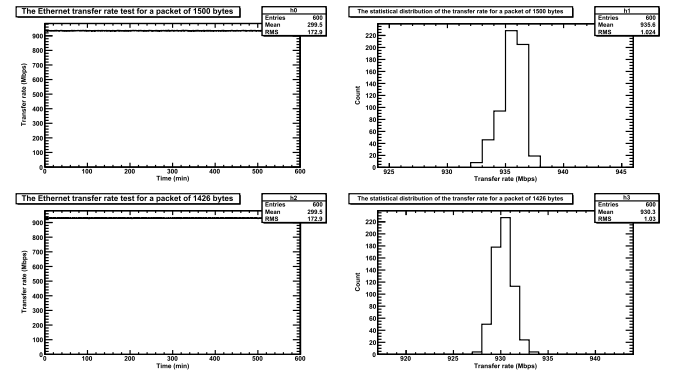 The Ethernet transfer rate test for a packet of 1500 bytes
h0
Entries 600
Mean 299.5
RMS 172.9
Transfer rate (Mbps)
900
800
700
600
500
400
300
200
100
0
0 100 200 300 400 500 600
Time (min)
The statistical distribution of the transfer rate for a packet of 1500 bytes
h1
Entries 600
Mean 935.6
RMS 1.024
Count
220
200
180
160
140
120
100
80
60
40
20
0
925 930 935 940 945
Transfer rate (Mbps)
The Ethernet transfer rate test for a packet of 1426 bytes
h2
Entries 600
Mean 299.5
RMS 172.9
Transfer rate (Mbps)
900
800
700
600
500
400
300
200
100
0
0 100 200 300 400 500 600
Time (min)
The statistical distribution of the transfer rate for a packet of 1426 bytes
h3
Entries 600
Mean 930.3
RMS 1.03
Count
220
200
180
160
140
120
100
80
60
40
20
0
920 925 930 935 940
Transfer rate (Mbps)